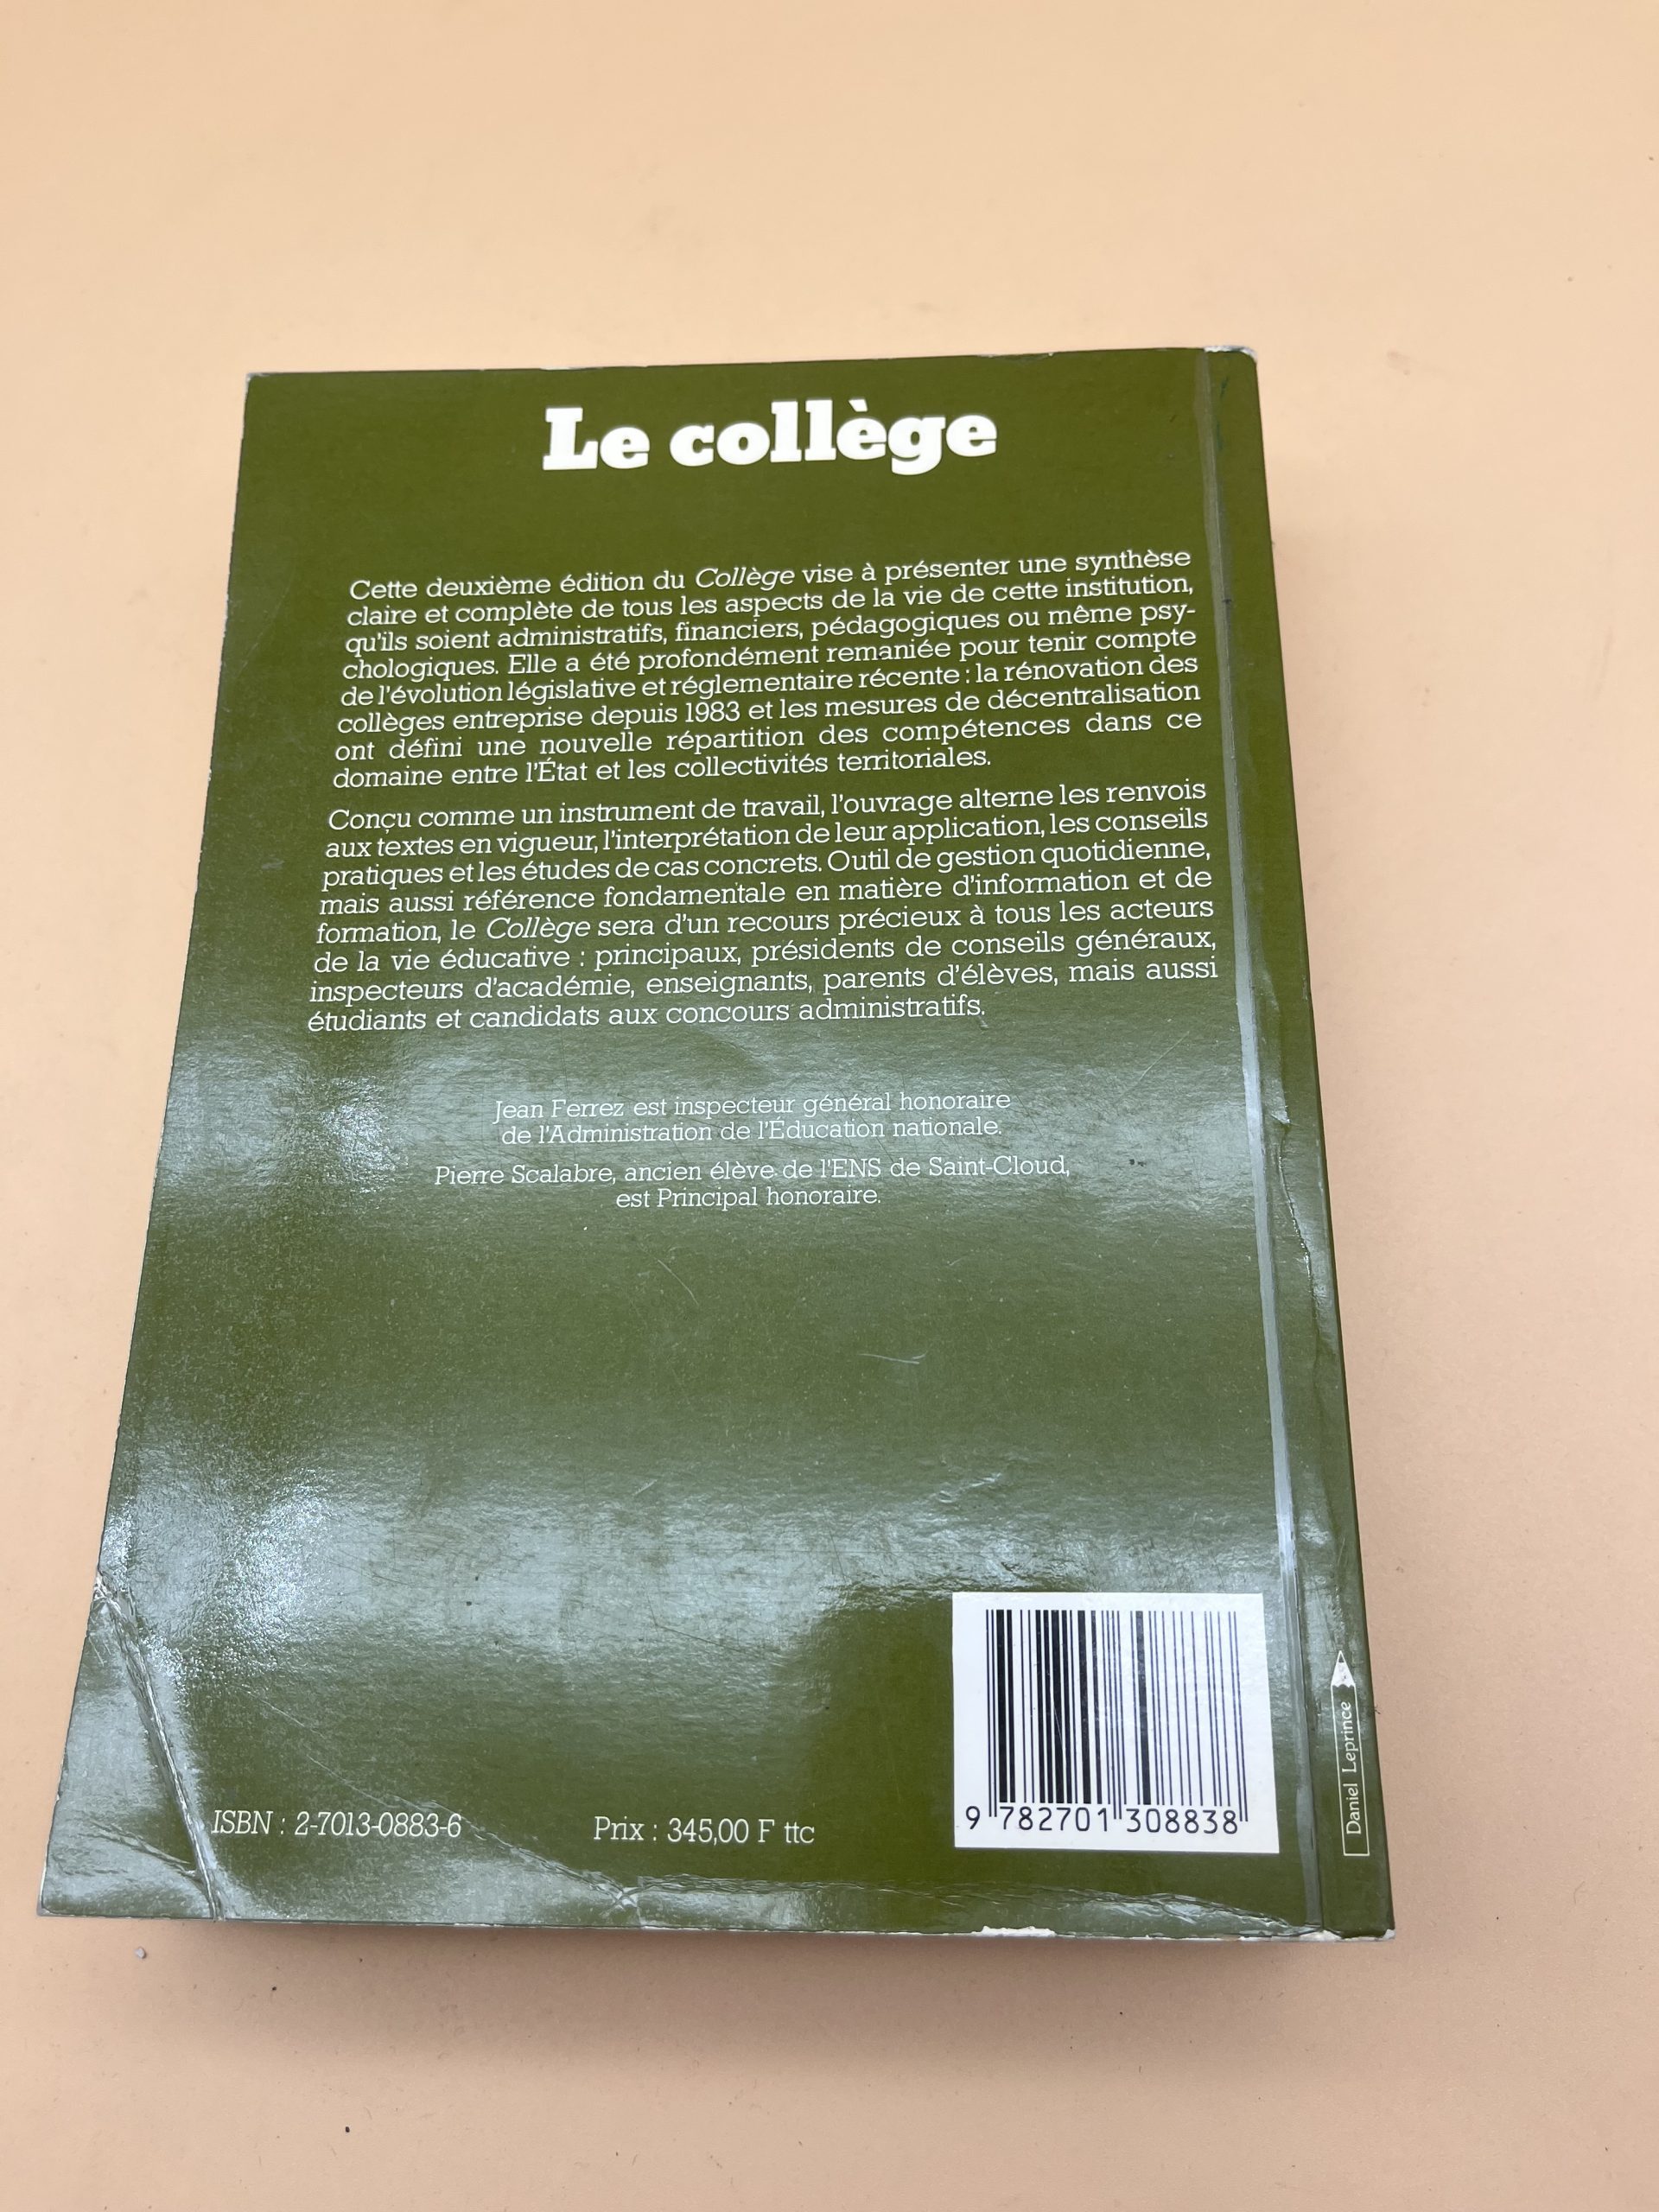 Le collège
Cette deuxième édition du Collège vise à présenter une synthèse
claire et complète de tous les aspects de la vie de cette institution,
qu'ils soient administratifs, financiers, pédagogiques ou même psy-
chologiques. Elle a été profondément remaniée pour tenir compte
de l'évolution législative et réglementaire récente : la rénovation des
collèges entreprise depuis 1983 et les mesures de décentralisation
ont défini une nouvelle répartition des compétences dans ce
domaine entre l'État et les collectivités territoriales.
Conçu comme un instrument de travail, l'ouvrage alterne les renvois
aux textes en vigueur, l'interprétation de leur application, les conseils
pratiques et les études de cas concrets. Outil de gestion quotidienne,
mais aussi référence fondamentale en matière d'information et de
formation, le Collège sera d'un recours précieux à tous les acteurs
de la vie éducative : principaux, présidents de conseils généraux,
inspecteurs d'académie, enseignants, parents d'élèves, mais aussi
étudiants et candidats aux concours administratifs.
Jean Ferrez est inspecteur général honoraire
de l'Administration de l'Éducation nationale.
Pierre Scalabre, ancien élève de l'ENS de Saint-Cloud,
est Principal honoraire.
ISBN : 2-7013-0883-6
Prix : 345,00 F ttc
9 782701 308838
Daniel Leprince